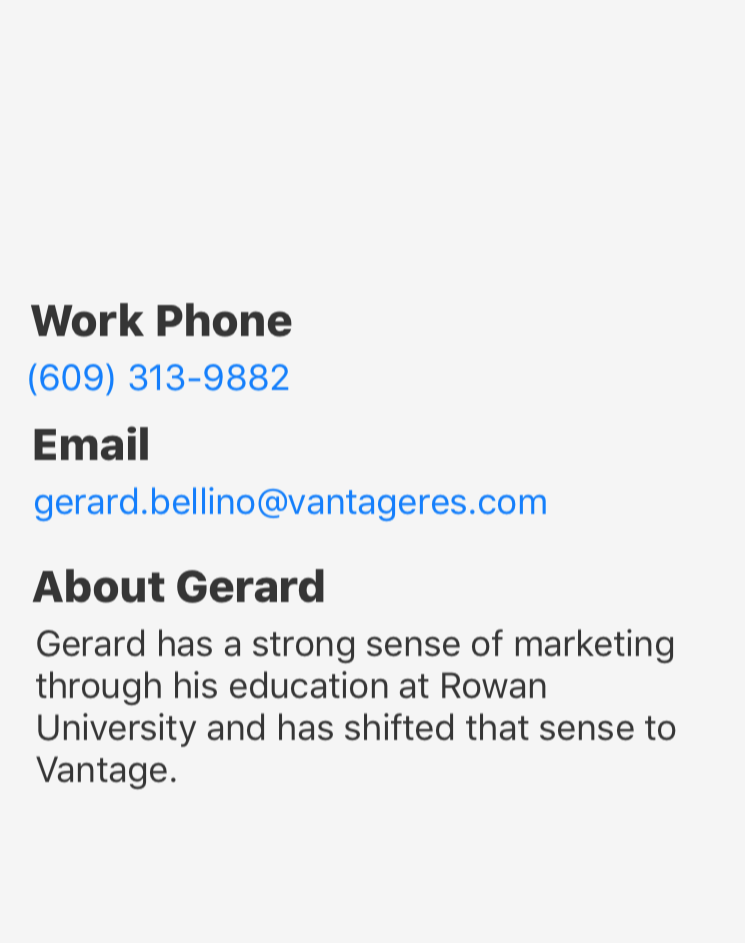 Work Phone
(609) 313-9882
Email
gerard.bellino@vantageres.com
About Gerard
Gerard has a strong sense of marketing
through his education at Rowan
University and has shifted that sense to
Vantage.